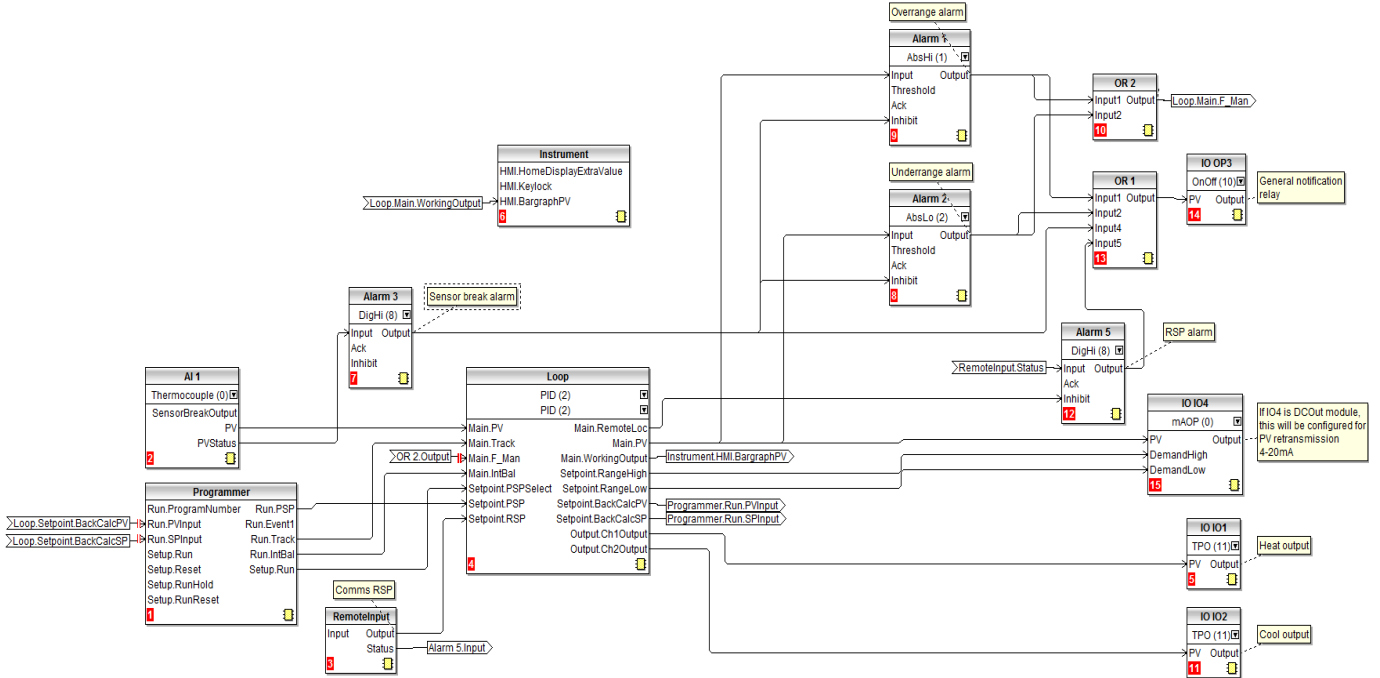 Overrange alarm
Alarm 1
AbsHi (1)
Input Output
Threshold
Ack
Inhibit
9
OR 2
Input1 Output
Input2
10
Loop.Main.F_Man
Instrument
HMI.HomeDisplayExtraValue
HMI.Keylock
HMI.BargraphPV
6
Loop.Main.WorkingOutput
Underrange alarm
Alarm 2
AbsLo (2)
Input Output
Threshold
Ack
Inhibit
8
OR 1
Input1 Output
Input2
Input4
Input5
13
IO OP3
OnOff (10)
PV Output
14
General notification
relay
Alarm 3
DigHi (8)
Input Output
Ack
Inhibit
7
Sensor break alarm
Alarm 5
DigHi (8)
Input Output
Ack
Inhibit
12
RSP alarm
RemoteInput.Status
AI 1
Thermocouple (0)
SensorBreakOutput
PV
PVStatus
2
Loop
PID (2)
PID (2)
Main.PV Main.RemoteLoc
Main.Track Main.PV
Main.F_Man Main.WorkingOutput
Main.IntBal Setpoint.RangeHigh
Setpoint.PSPSelect Setpoint.RangeLow
Setpoint.PSP Setpoint.BackCalcPV
Setpoint.RSP Setpoint.BackCalcSP
Output.Ch1Output
Output.Ch2Output
4
OR 2.Output
Instrument.HMI.BargraphPV
Programmer.Run.PVInput
Programmer.Run.SPInput
IO IO4
mAOP (0)
PV Output
DemandHigh
DemandLow
15
If IO4 is DCOut module,
this will be configured for
PV retransmission
4-20mA
Programmer
Run.ProgramNumber Run.PSP
Run.PVInput Run.Event1
Run.SPInput Run.Track
Setup.Run Run.IntBal
Setup.Reset Setup.Run
Setup.RunHold
Setup.RunReset
1
Loop.Setpoint.BackCalcPV
Loop.Setpoint.BackCalcSP
IO IO1
TPO (11)
PV Output
5
Heat output
Comms RSP
RemoteInput
Input Output
Status
3
Alarm 5.Input
IO IO2
TPO (11)
PV Output
11
Cool output